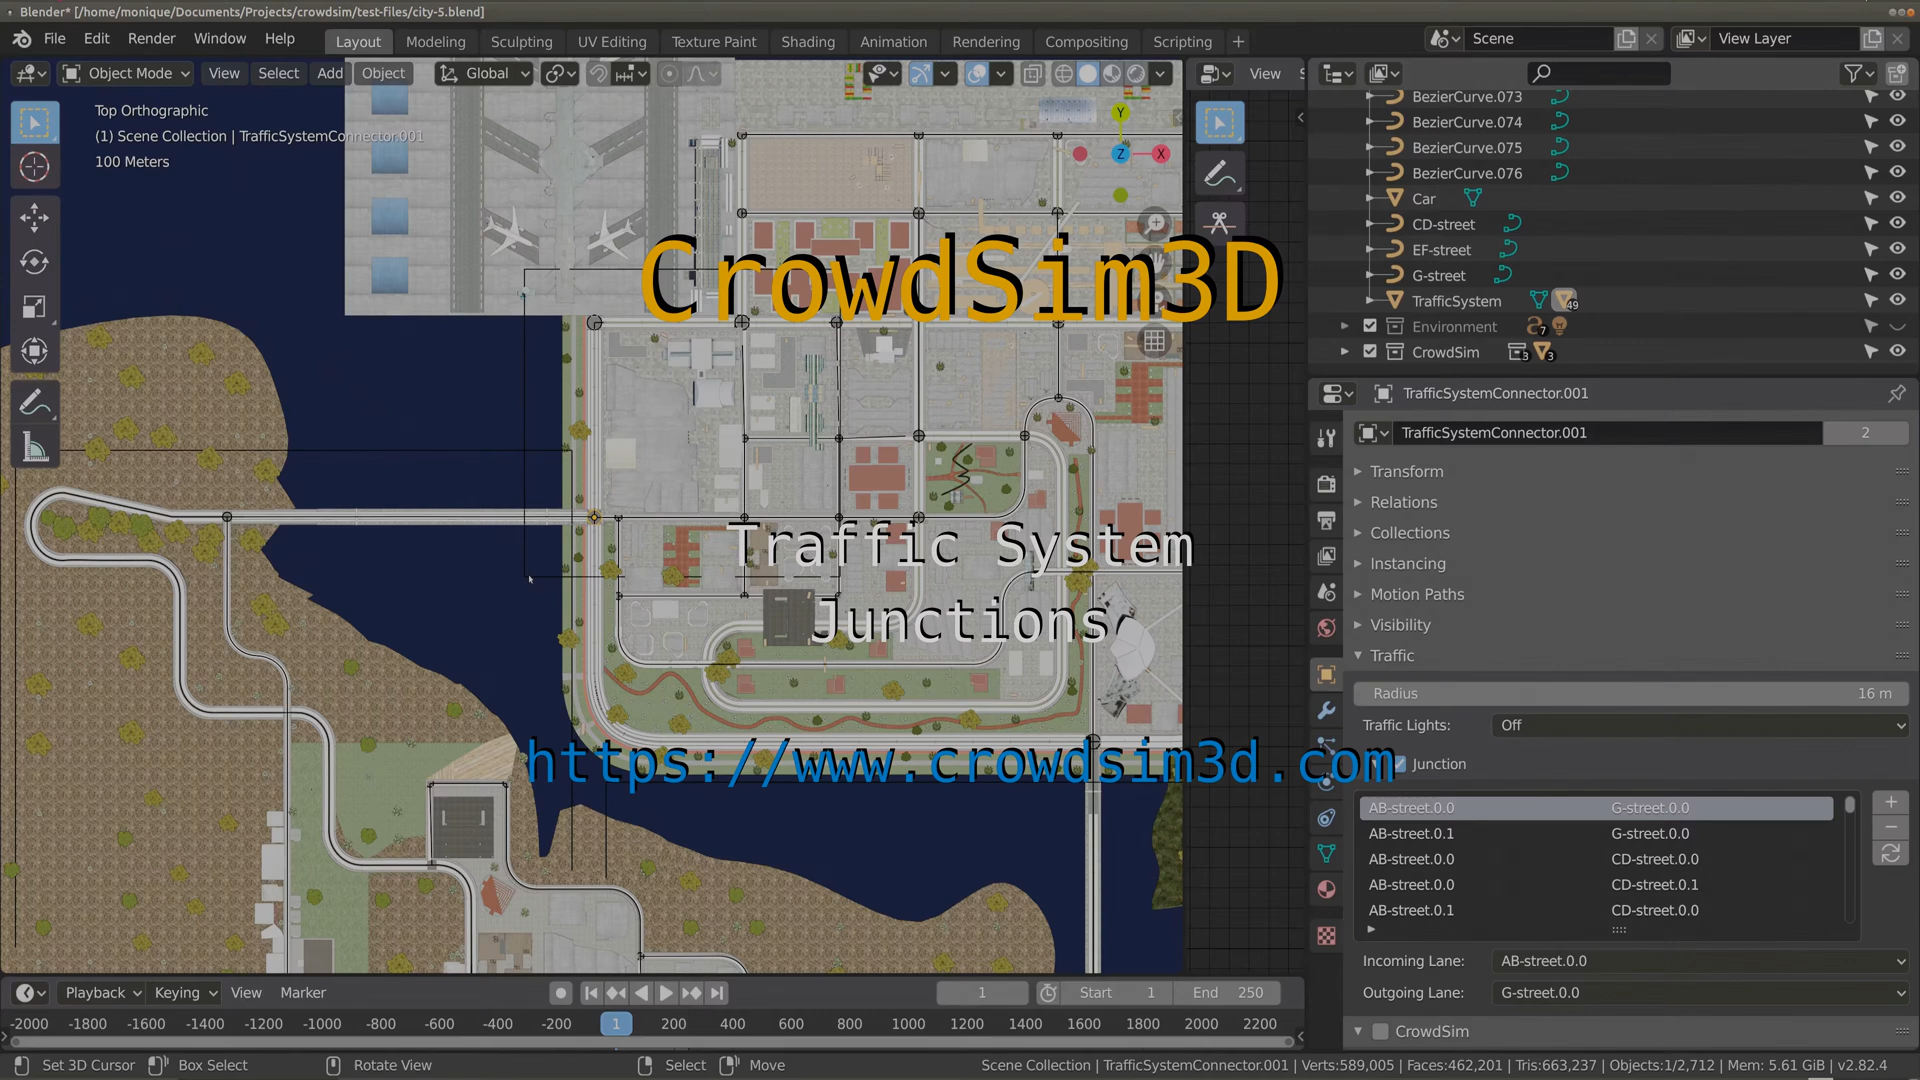 Blender* [/home/monique/Documents/Projects/crowdsim/test-files/city-5.blend]
File Edit Render Window Help
Layout Modeling Sculpting UV Editing Texture Paint Shading Animation Rendering Compositing Scripting +
Scene
View Layer
Object Mode View Select Add Object Global
View
Top Orthographic
(1) Scene Collection | TrafficSystemConnector.001
100 Meters
Y
Z
X
BezierCurve.073
BezierCurve.074
BezierCurve.075
BezierCurve.076
Car
CD-street
EF-street
G-street
TrafficSystem 49
Environment 7
CrowdSim 3 3
CrowdSim3D
Traffic System
Junctions
https://www.crowdsim3d.com
TrafficSystemConnector.001
TrafficSystemConnector.001 2
Transform
Relations
Collections
Instancing
Motion Paths
Visibility
Traffic
Radius 16 m
Traffic Lights: Off
Junction
AB-street.0.0 G-street.0.0
AB-street.0.1 G-street.0.0
AB-street.0.0 CD-street.0.0
AB-street.0.0 CD-street.0.1
AB-street.0.1 CD-street.0.0
Incoming Lane: AB-street.0.0
Outgoing Lane: G-street.0.0
CrowdSim
Playback Keying View Marker
1 Start 1 End 250
-2000 -1800 -1600 -1400 -1200 -1000 -800 -600 -400 -200 1 200 400 600 800 1000 1200 1400 1600 1800 2000 2200
Set 3D Cursor Box Select Rotate View Select Move
Scene Collection | TrafficSystemConnector.001 | Verts:589,005 | Faces:462,201 | Tris:663,237 | Objects:1/2,712 | Mem: 5.61 GiB | v2.82.4